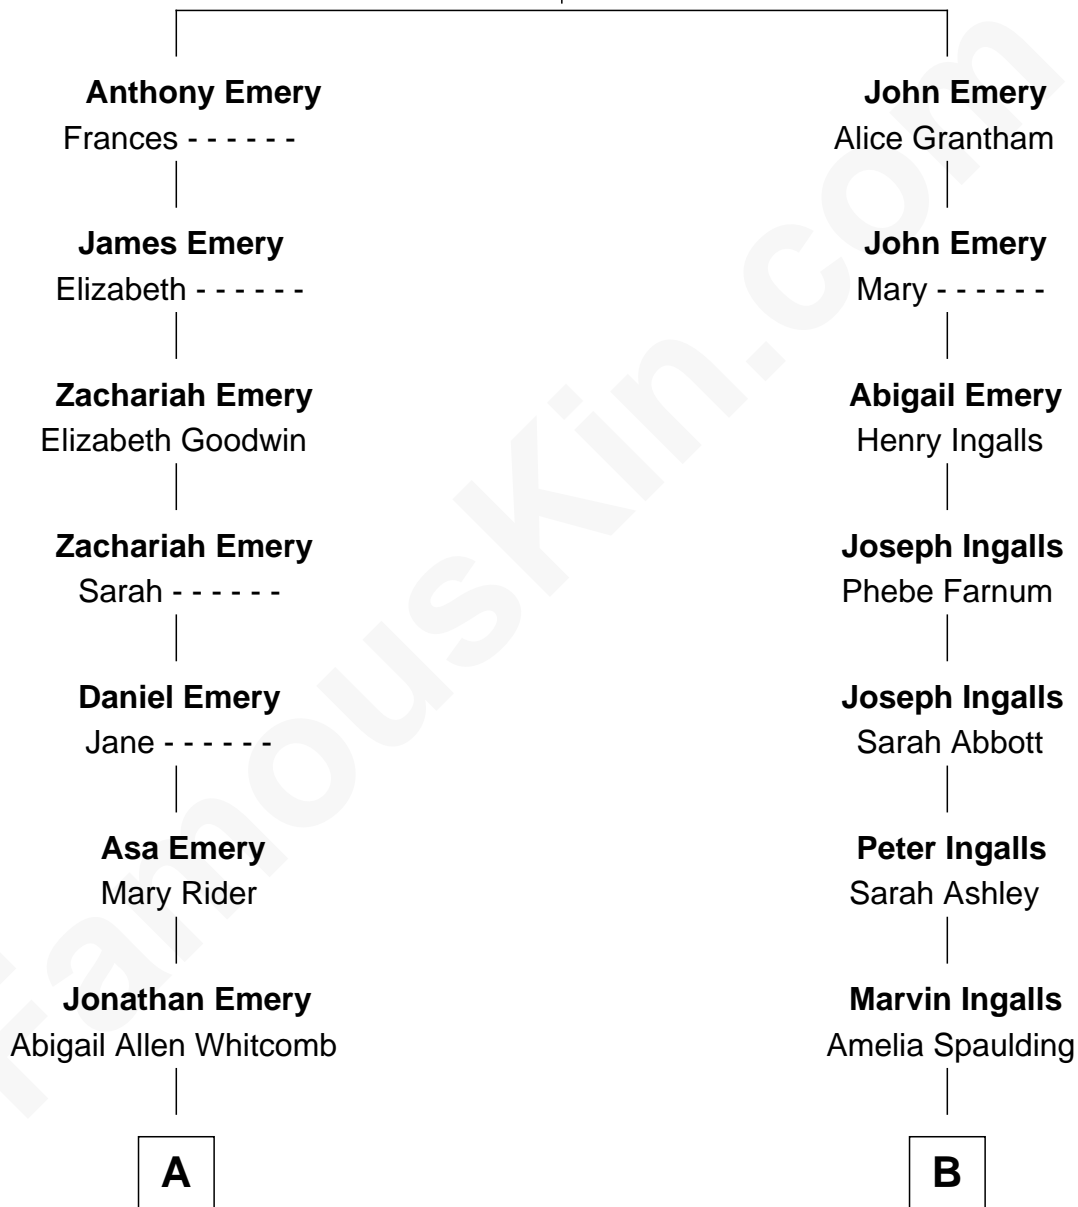 Anthony Emery
Frances - - - - - -
James Emery
Elizabeth - - - - - -
Zachariah Emery
Elizabeth Goodwin
Zachariah Emery
Sarah - - - - - -
Daniel Emery
Jane - - - - - -
Asa Emery
Mary Rider
Jonathan Emery
Abigail Allen Whitcomb
A
John Emery
Alice Grantham
John Emery
Mary - - - - - -
Abigail Emery
Henry Ingalls
Joseph Ingalls
Phebe Farnum
Joseph Ingalls
Sarah Abbott
Peter Ingalls
Sarah Ashley
Marvin Ingalls
Amelia Spaulding
B
FamousKin.com